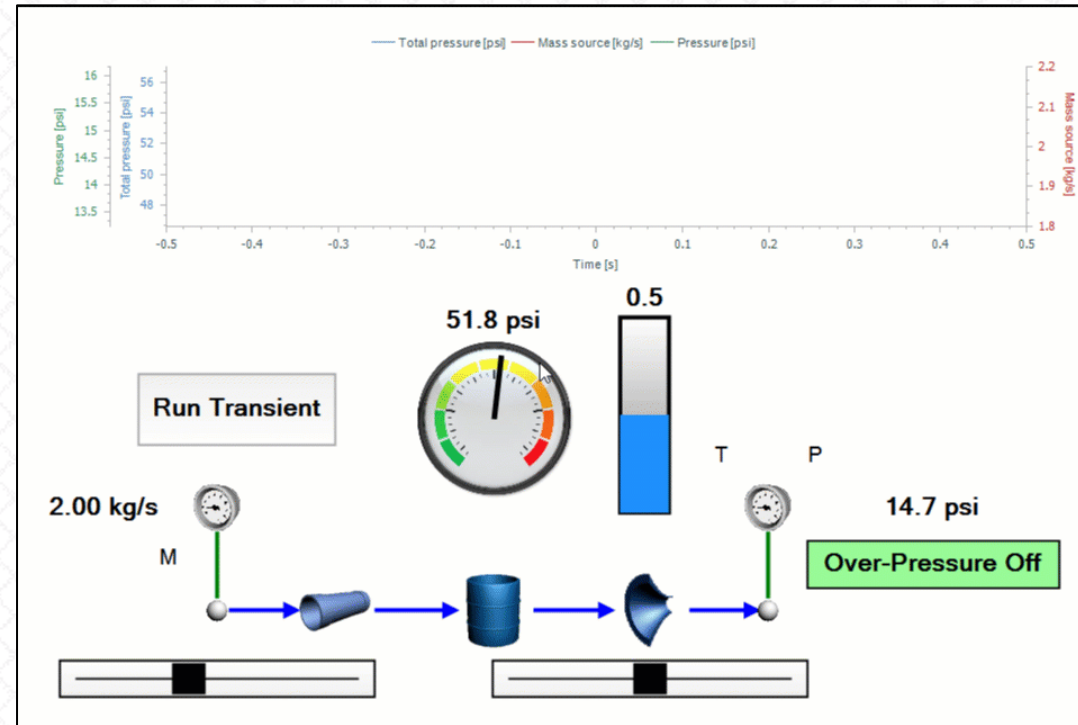 Total pressure [psi] Mass source [kg/s] Pressure [psi]
Pressure [psi]
16
15.5
15
14.5
14
13.5
Total pressure [psi]
56
54
52
50
48
2.2
2.1
2
1.9
1.8
Mass source [kg/s]
-0.5 -0.4 -0.3 -0.2 -0.1 0 0.1 0.2 0.3 0.4 0.5
Time [s]
0.5
51.8 psi
Run Transient
T P
2.00 kg/s
14.7 psi
M
Over-Pressure Off